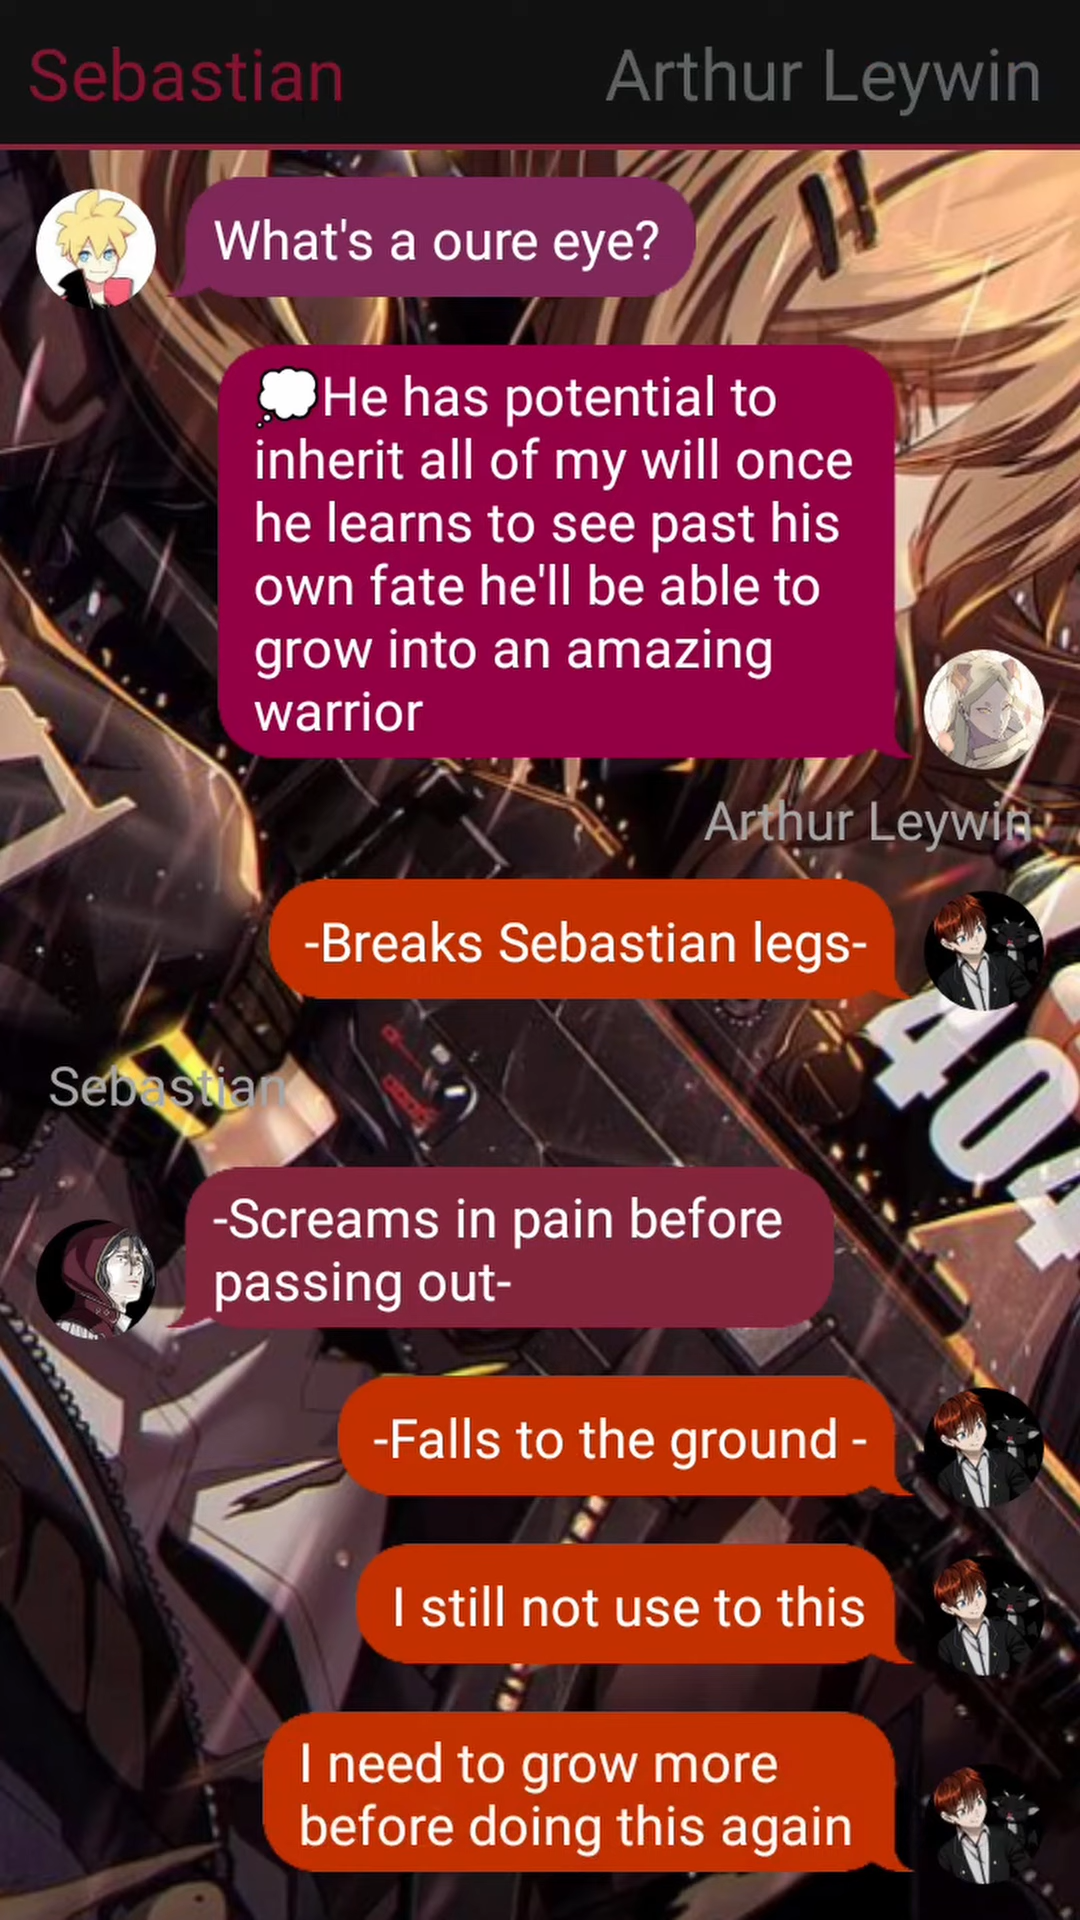 Sebastian
Arthur Leywin
What's a oure eye?
💭He has potential to
inherit all of my will once
he learns to see past his
own fate he'll be able to
grow into an amazing
warrior
Arthur Leywin
-Breaks Sebastian legs-
404
Sebastian
-Screams in pain before
passing out-
-Falls to the ground -
I still not use to this
I need to grow more
before doing this again